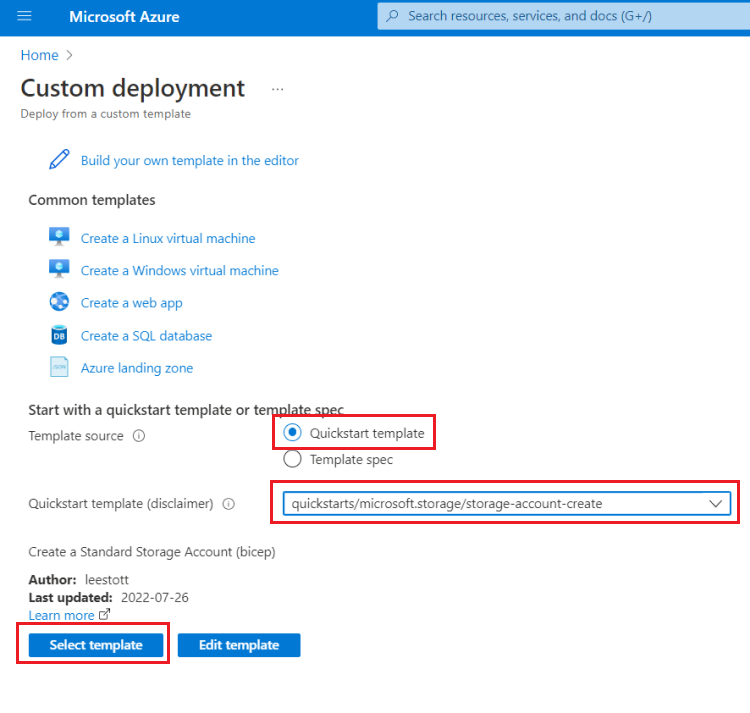 Microsoft Azure
Search resources, services, and docs (G+/)
Home
Custom deployment
Deploy from a custom template
Build your own template in the editor
Common templates
Create a Linux virtual machine
Create a Windows virtual machine
Create a web app
DB
Create a SQL database
JSON
Azure landing zone
Start with a quickstart template or template spec
Template source
Quickstart template
Template spec
Quickstart template (disclaimer)
quickstarts/microsoft.storage/storage-account-create
Create a Standard Storage Account (bicep)
Author: leestott
Last updated: 2022-07-26
Learn more
Select template
Edit template